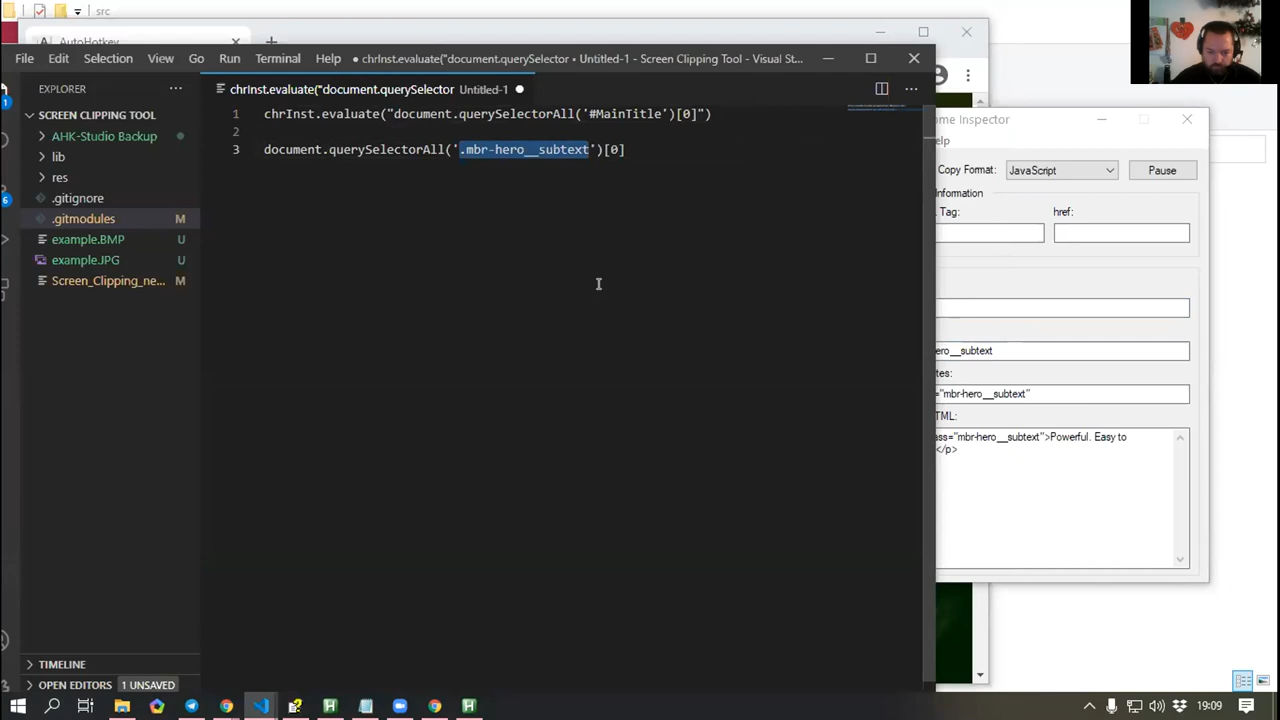 src
AutoHotkey
File Edit Selection View Go Run Terminal Help
● chrInst.evaluate("document.querySelector • Untitled-1 - Screen Clipping Tool - Visual St...
EXPLORER
chrInst.evaluate("document.querySelector Untitled-1
SCREEN CLIPPING TOOL
AHK-Studio Backup
lib
res
.gitignore
.gitmodules M
example.BMP U
example.JPG U
Screen_Clipping_ne... M
1 chrInst.evaluate("document.querySelectorAll('#MainTitle')[0]")
2
3 document.querySelectorAll('.mbr-hero__subtext')[0]
1
6
me Inspector
elp
Copy Format: JavaScript Pause
Information
Tag: href:
ero__subtext
tes:
="mbr-hero__subtext"
TML:
ass="mbr-hero__subtext">Powerful. Easy to
</p>
TIMELINE
OPEN EDITORS 1 UNSAVED
19:09